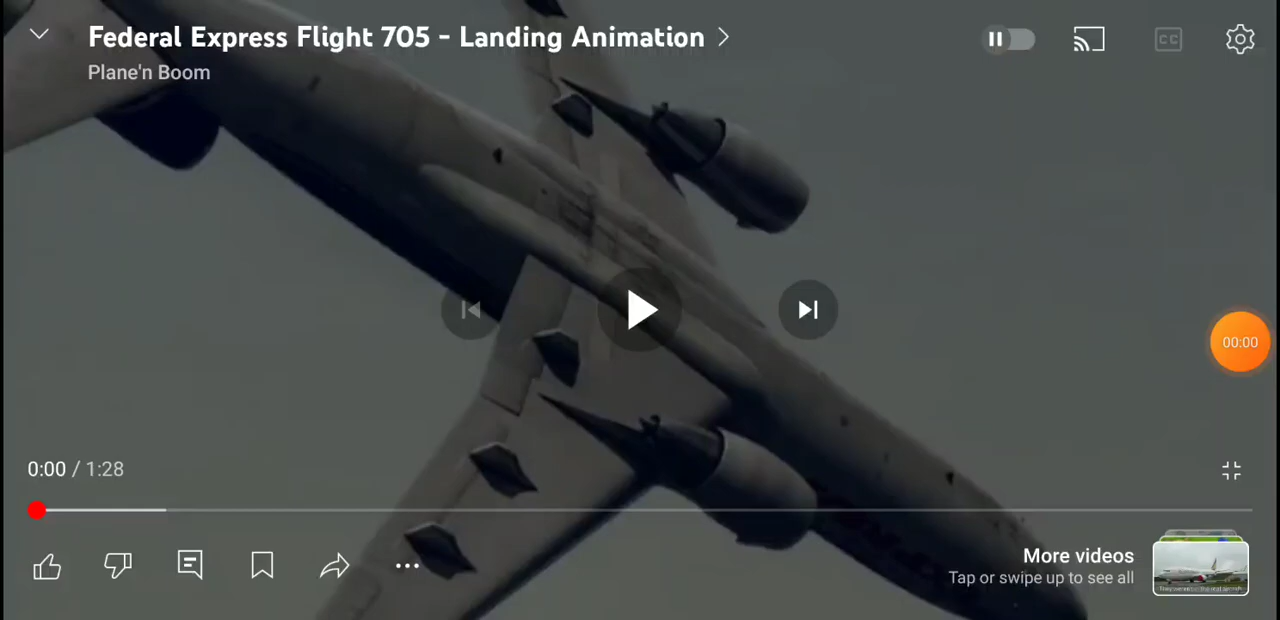 Federal Express Flight 705 - Landing Animation
Plane'n Boom
CC
00:00
0:00 / 1:28
More videos
Tap or swipe up to see all